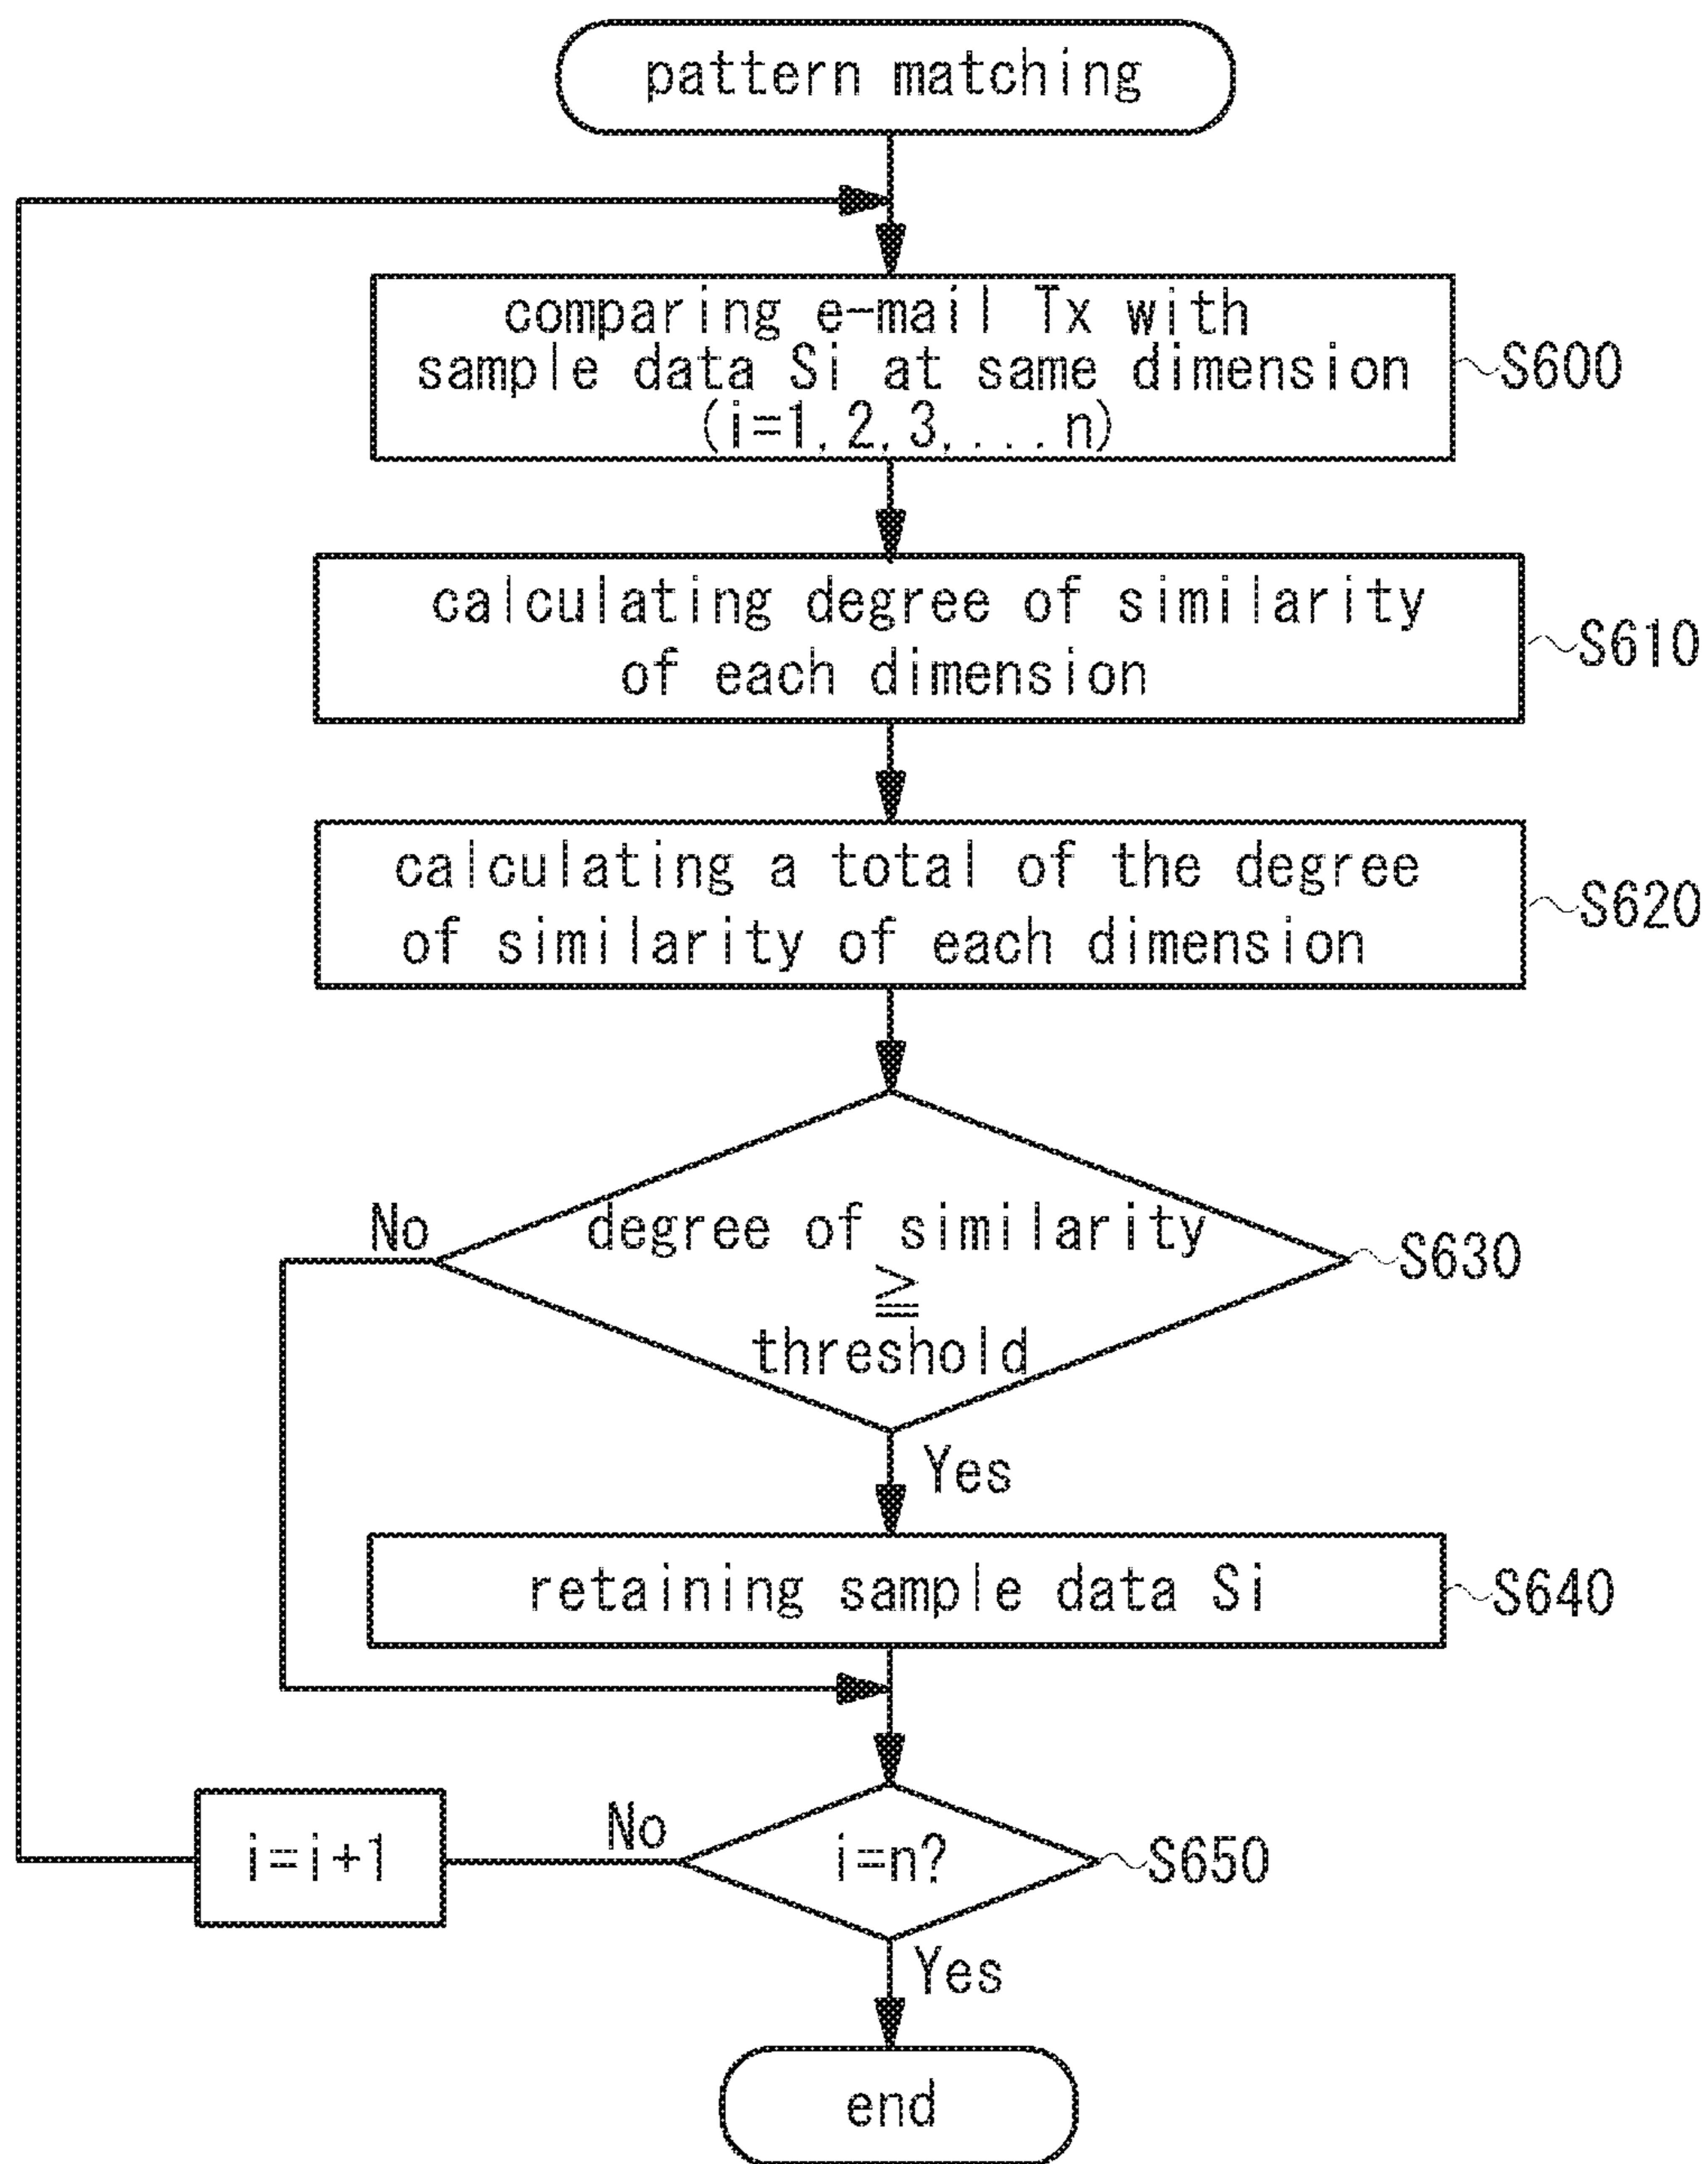 pattern matching
comparing e-mail Tx with
sample data Si at same dimension
(i=1,2,3,...n)
S600
calculating degree of similarity
of each dimension
S610
calculating a total of the degree
of similarity of each dimension
S620
No
degree of similarity
≧
threshold
S630
Yes
retaining sample data Si
S640
i=i+1
No
i=n?
S650
Yes
end